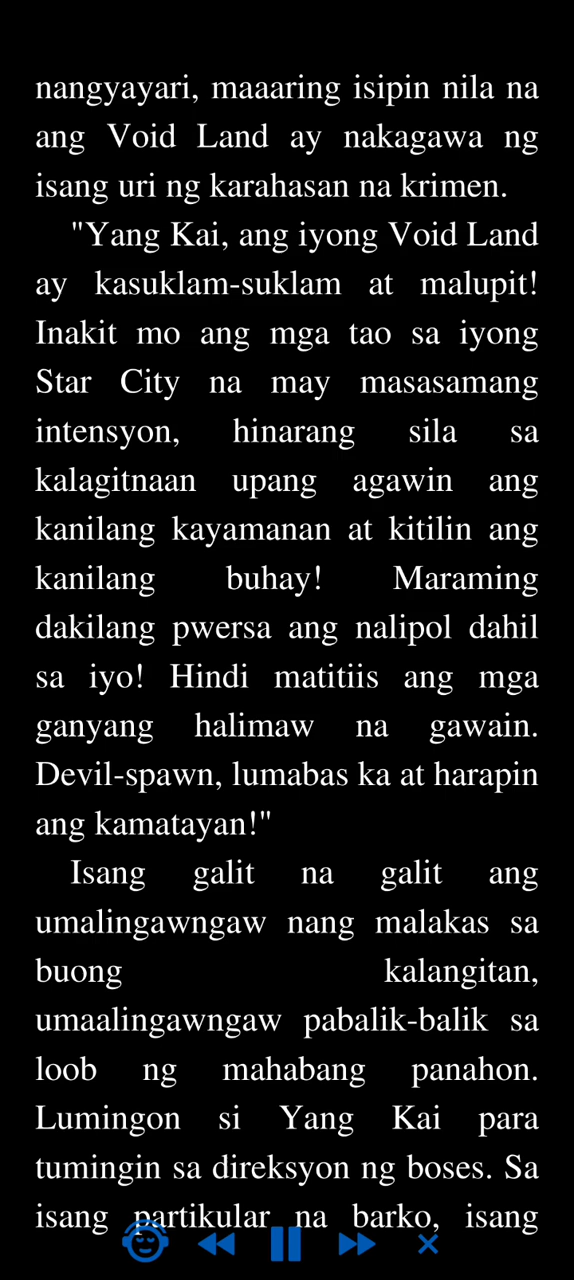 nangyayari, maaaring isipin nila na
ang Void Land ay nakagawa ng
isang uri ng karahasan na krimen.
"Yang Kai, ang iyong Void Land
ay kasuklam-suklam at malupit!
Inakit mo ang mga tao sa iyong
Star City na may masasamang
intensyon, hinarang sila sa
kalagitnaan upang agawin ang
kanilang kayamanan at kitilin ang
kanilang buhay! Maraming
dakilang pwersa ang nalipol dahil
sa iyo! Hindi matitiis ang mga
ganyang halimaw na gawain.
Devil-spawn, lumabas ka at harapin
ang kamatayan!"
Isang galit na galit ang
umalingawngaw nang malakas sa
buong kalangitan,
umaalingawngaw pabalik-balik sa
loob ng mahabang panahon.
Lumingon si Yang Kai para
tumingin sa direksyon ng boses. Sa
isang partikular na barko, isang